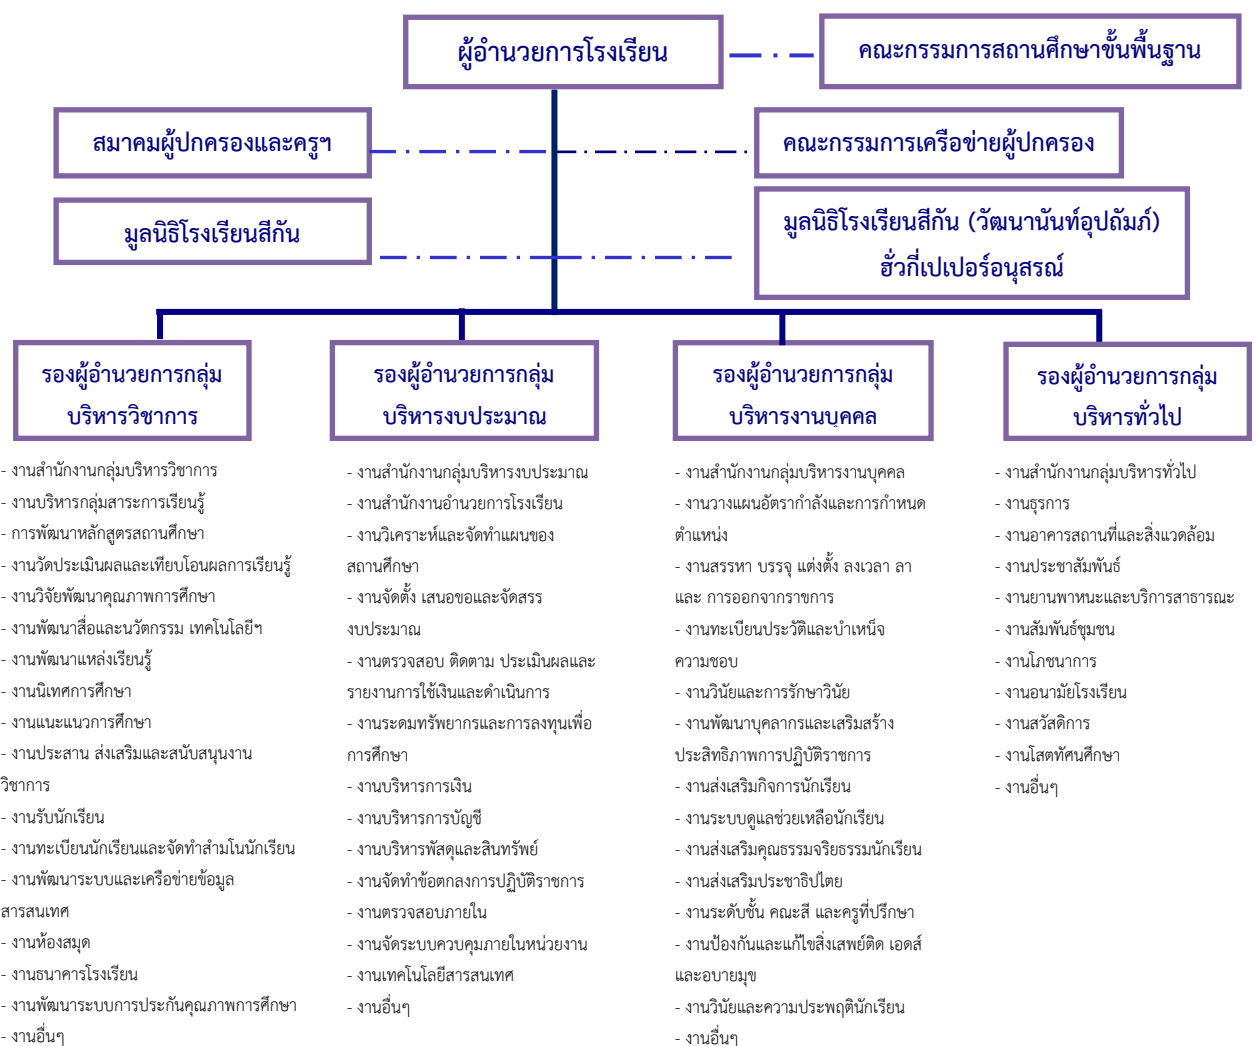 ผู้อำนวยการโรงเรียน
คณะกรรมการสถานศึกษาขั้นพื้นฐาน
สมาคมผู้ปกครองและครูฯ
คณะกรรมการเครือข่ายผู้ปกครอง
มูลนิธิโรงเรียนสีกัน
มูลนิธิโรงเรียนสีกัน (วัฒนานันท์อุปถัมภ์)
ฮั่วกี่เปเปอร์อนุสรณ์
รองผู้อำนวยการกลุ่ม
บริหารวิชาการ
- งานสำนักงานกลุ่มบริหารวิชาการ
- งานบริหารกลุ่มสาระการเรียนรู้
- การพัฒนาหลักสูตรสถานศึกษา
- งานวัดประเมินผลและเทียบโอนผลการเรียนรู้
- งานวิจัยพัฒนาคุณภาพการศึกษา
- งานพัฒนาสื่อและนวัตกรรม เทคโนโลยีฯ
- งานพัฒนาแหล่งเรียนรู้
- งานนิเทศการศึกษา
- งานแนะแนวการศึกษา
- งานประสาน ส่งเสริมและสนับสนุนงาน
วิชาการ
- งานรับนักเรียน
- งานทะเบียนนักเรียนและจัดทำสำมโนนักเรียน
- งานพัฒนาระบบและเครือข่ายข้อมูล
สารสนเทศ
- งานห้องสมุด
- งานธนาคารโรงเรียน
- งานพัฒนาระบบการประกันคุณภาพการศึกษา
- งานอื่นๆ
รองผู้อำนวยการกลุ่ม
บริหารงบประมาณ
- งานสำนักงานกลุ่มบริหารงบประมาณ
- งานสำนักงานอำนวยการโรงเรียน
- งานวิเคราะห์และจัดทำแผนของ
สถานศึกษา
- งานจัดตั้ง เสนอขอและจัดสรร
งบประมาณ
- งานตรวจสอบ ติดตาม ประเมินผลและ
รายงานการใช้เงินและดำเนินการ
- งานระดมทรัพยากรและการลงทุนเพื่อ
การศึกษา
- งานบริหารการเงิน
- งานบริหารการบัญชี
- งานบริหารพัสดุและสินทรัพย์
- งานจัดทำข้อตกลงการปฏิบัติราชการ
- งานตรวจสอบภายใน
- งานจัดระบบควบคุมภายในหน่วยงาน
- งานเทคโนโลยีสารสนเทศ
- งานอื่นๆ
รองผู้อำนวยการกลุ่ม
บริหารงานบุคคล
- งานสำนักงานกลุ่มบริหารงานบุคคล
- งานวางแผนอัตรากำลังและการกำหนด
ตำแหน่ง
- งานสรรหา บรรจุ แต่งตั้ง ลงเวลา ลา
และ การออกจากราชการ
- งานทะเบียนประวัติและบำเหน็จ
ความชอบ
- งานวินัยและการรักษาวินัย
- งานพัฒนาบุคลากรและเสริมสร้าง
ประสิทธิภาพการปฏิบัติราชการ
- งานส่งเสริมกิจการนักเรียน
- งานระบบดูแลช่วยเหลือนักเรียน
- งานส่งเสริมคุณธรรมจริยธรรมนักเรียน
- งานส่งเสริมประชาธิปไตย
- งานระดับชั้น คณะสี และครูที่ปรึกษา
- งานป้องกันและแก้ไขสิ่งเสพย์ติด เอดส์
และอบายมุข
- งานวินัยและความประพฤตินักเรียน
- งานอื่นๆ
รองผู้อำนวยการกลุ่ม
บริหารทั่วไป
- งานสำนักงานกลุ่มบริหารทั่วไป
- งานธุรการ
- งานอาคารสถานที่และสิ่งแวดล้อม
- งานประชาสัมพันธ์
- งานยานพาหนะและบริการสาธารณะ
- งานสัมพันธ์ชุมชน
- งานโภชนาการ
- งานอนามัยโรงเรียน
- งานสวัสดิการ
- งานโสตทัศนศึกษา
- งานอื่นๆ